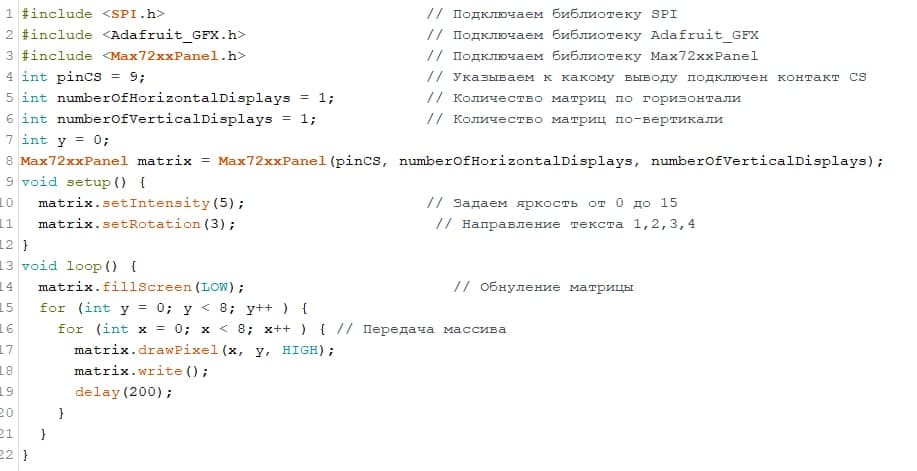 1 #include <SPI.h> // Подключаем библиотеку SPI
2 #include <Adafruit_GFX.h> // Подключаем библиотеку Adafruit_GFX
3 #include <Max72xxPanel.h> // Подключаем библиотеку Max72xxPanel
4 int pinCS = 9; // Указываем к какому выводу подключен контакт CS
5 int numberOfHorizontalDisplays = 1; // Количество матриц по горизонтали
6 int numberOfVerticalDisplays = 1; // Количество матриц по-вертикали
7 int y = 0;
8 Max72xxPanel matrix = Max72xxPanel(pinCS, numberOfHorizontalDisplays, numberOfVerticalDisplays);
9 void setup() {
10 matrix.setIntensity(5); // Задаем яркость от 0 до 15
11 matrix.setRotation(3); // Направление текста 1,2,3,4
12 }
13 void loop() {
14 matrix.fillScreen(LOW); // Обнуление матрицы
15 for (int y = 0; y < 8; y++ ) {
16 for (int x = 0; x < 8; x++ ) { // Передача массива
17 matrix.drawPixel(x, y, HIGH);
18 matrix.write();
19 delay(200);
20 }
21 }
22 }